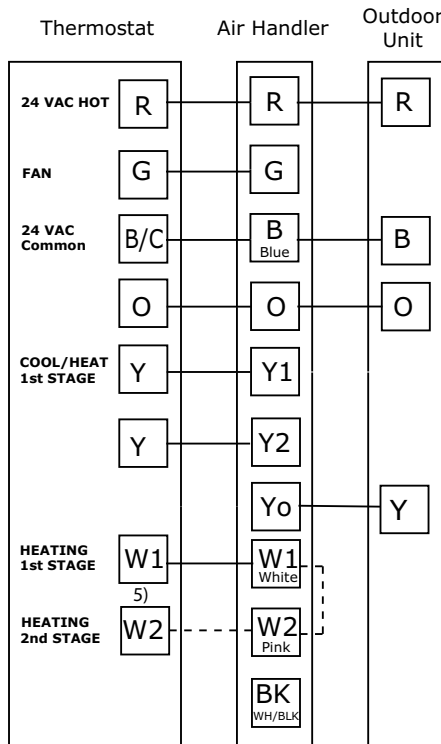 Thermostat
Air Handler
Outdoor
Unit
24 VAC HOT
R
R
R
FAN
G
G
24 VAC
Common
B/C
B
Blue
B
O
O
O
COOL/HEAT
1st STAGE
Y
Y1
Y
Y2
Yo
Y
HEATING
1st STAGE
W1
W1
White
5)
HEATING
2nd STAGE
W2
W2
Pink
BK
WH/BLK